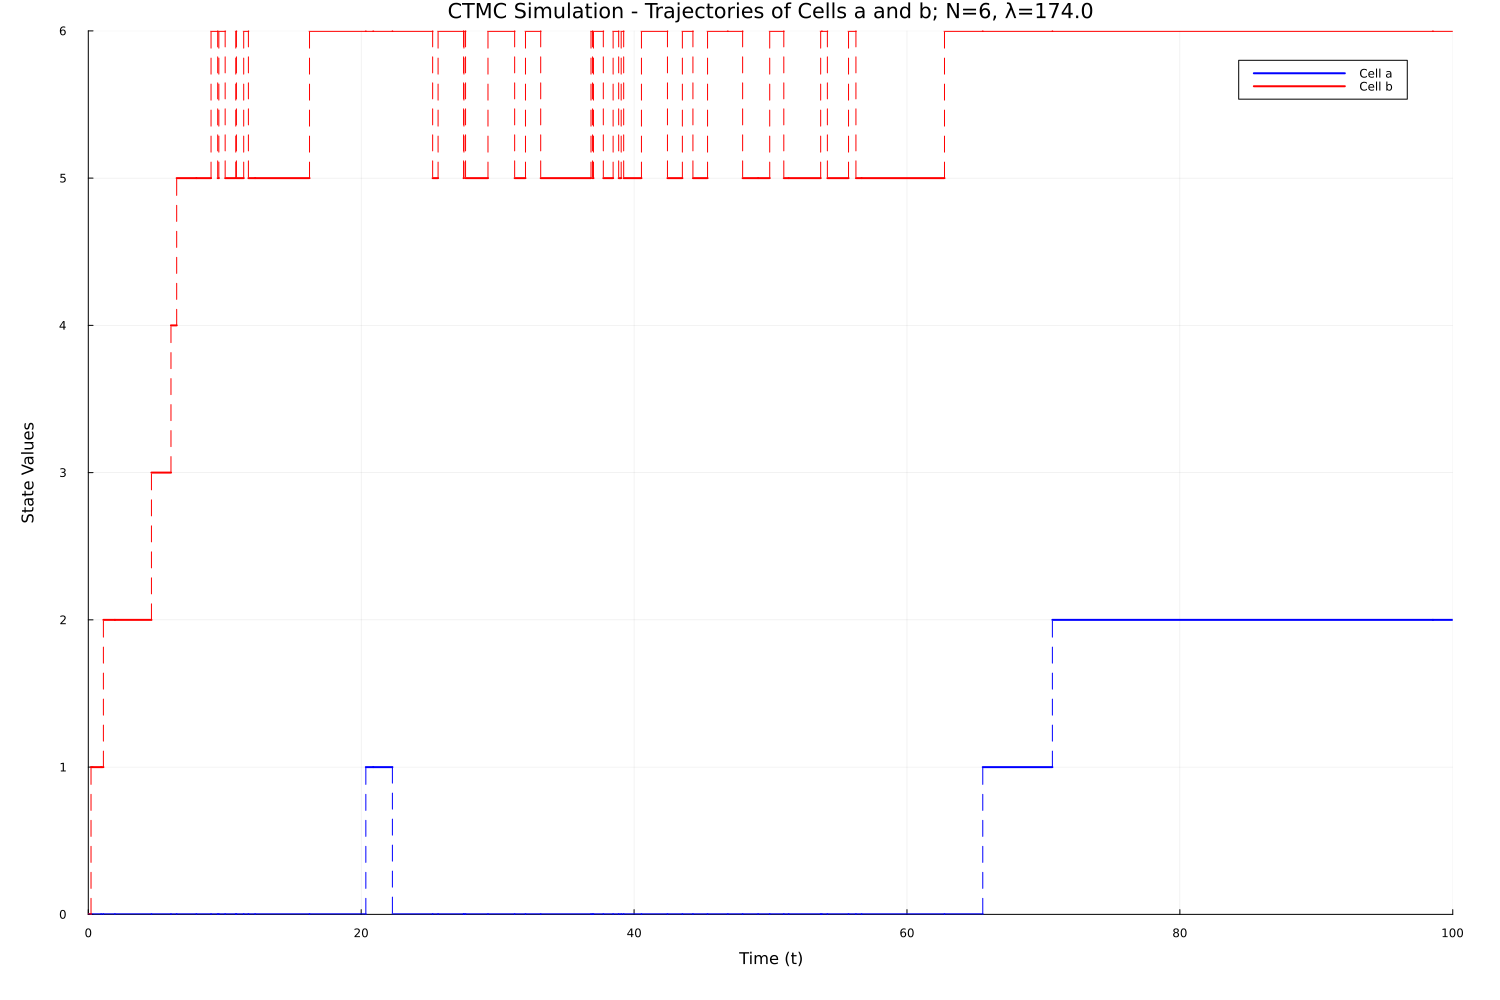 CTMC Simulation - Trajectories of Cells a and b; N=6, λ=174.0
6
5
4
3
2
1
0
State Values
Cell a
Cell b
0 20 40 60 80 100
Time (t)